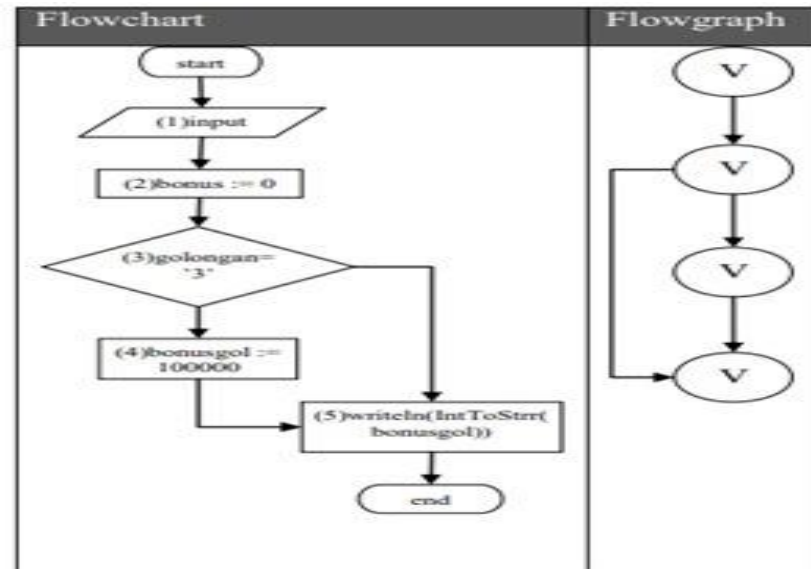 Flowchart
Flowgraph
start
(1)input
(2)bonus := 0
(3)golongan=
'3'
(4)bonusgol :=
100000
(5)writeln(IntToStrr(
bonusgol))
end
V
V
V
V